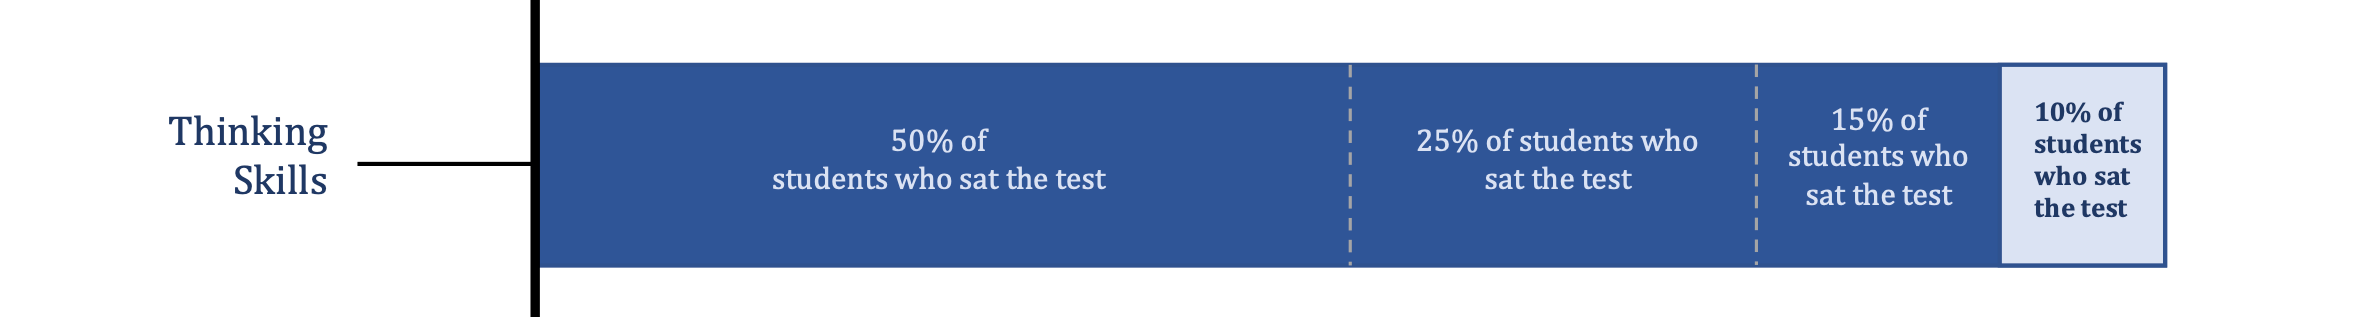 Thinking
Skills
50% of
students who sat the test
25% of students who
sat the test
15% of
students who
sat the test
10% of
students
who sat
the test